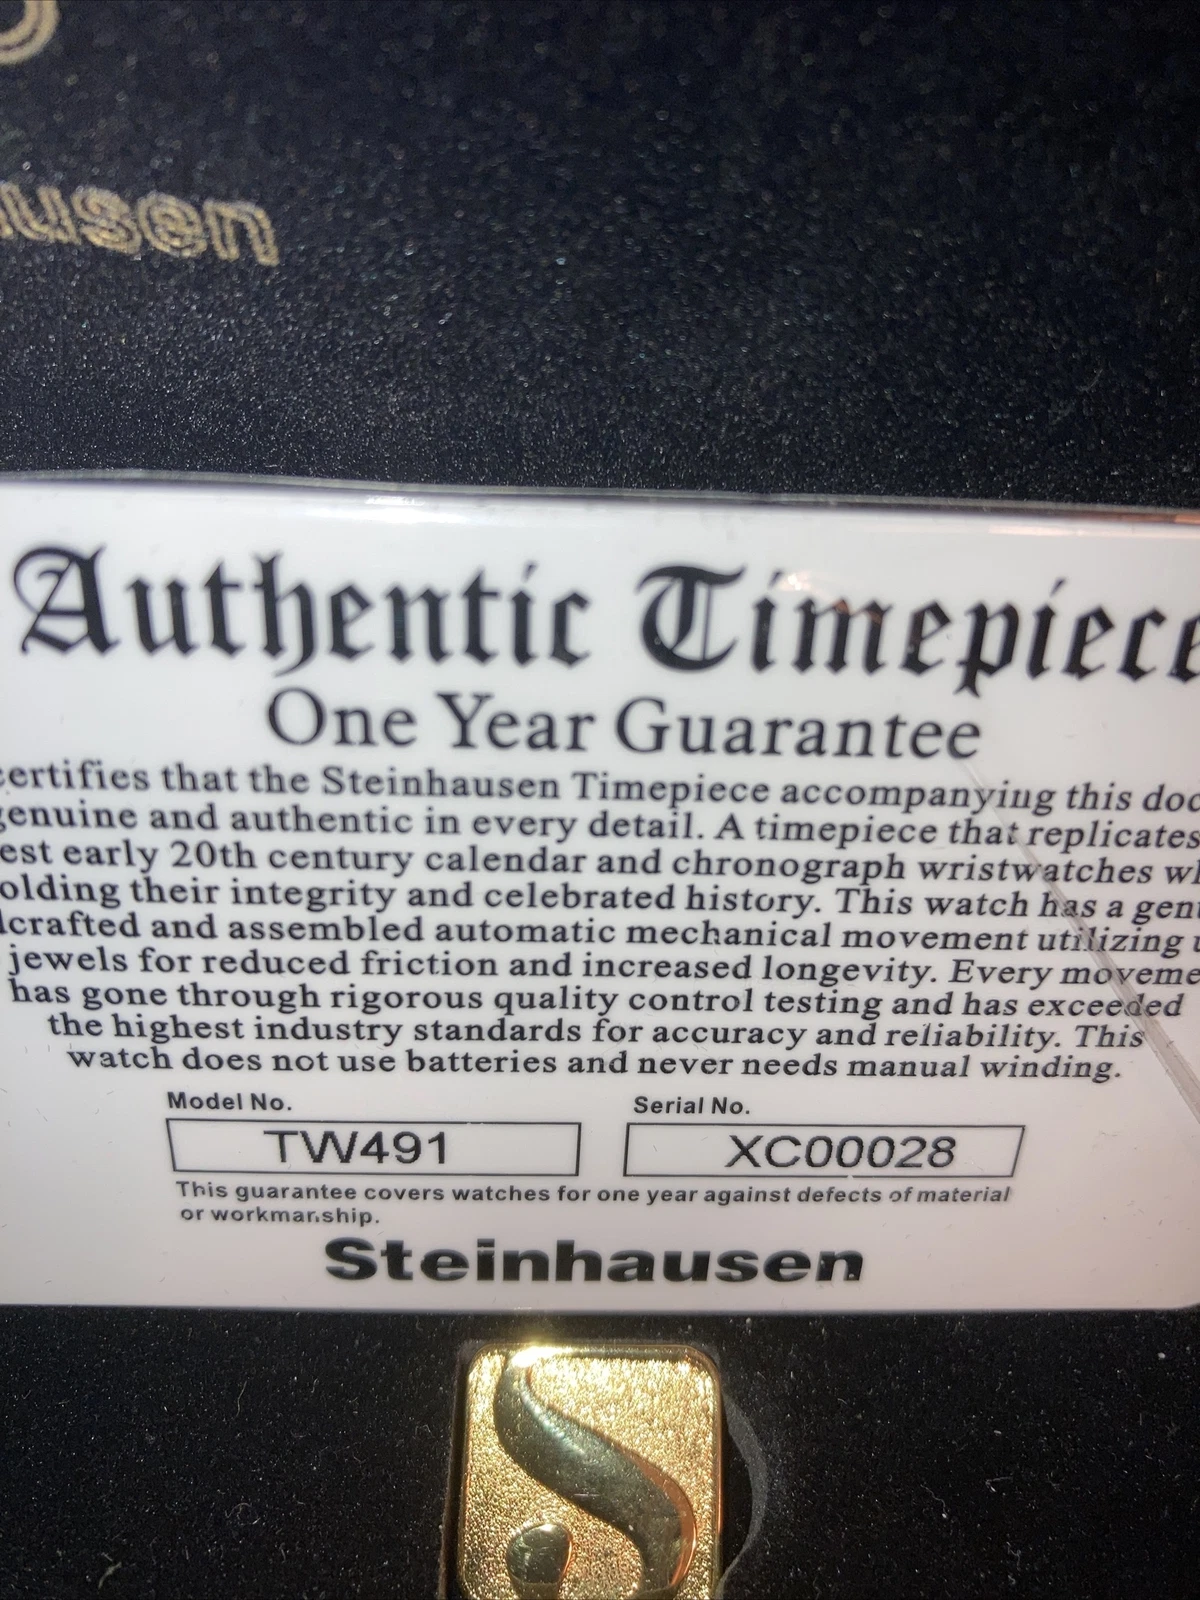 usen
Authentic Timepiece
One Year Guarantee
certifies that the Steinhausen Timepiece accompanying this doc
genuine and authentic in every detail. A timepiece that replicates
est early 20th century calendar and chronograph wristwatches wh
olding their integrity and celebrated history. This watch has a gen
crafted and assembled automatic mechanical movement utilizing
jewels for reduced friction and increased longevity. Every moveme
has gone through rigorous quality control testing and has exceeded
the highest industry standards for accuracy and reliability. This
watch does not use batteries and never needs manual winding.
Model No. Serial No.
TW491 XC00028
This guarantee covers watches for one year against defects of material
or workmanship.
Steinhausen